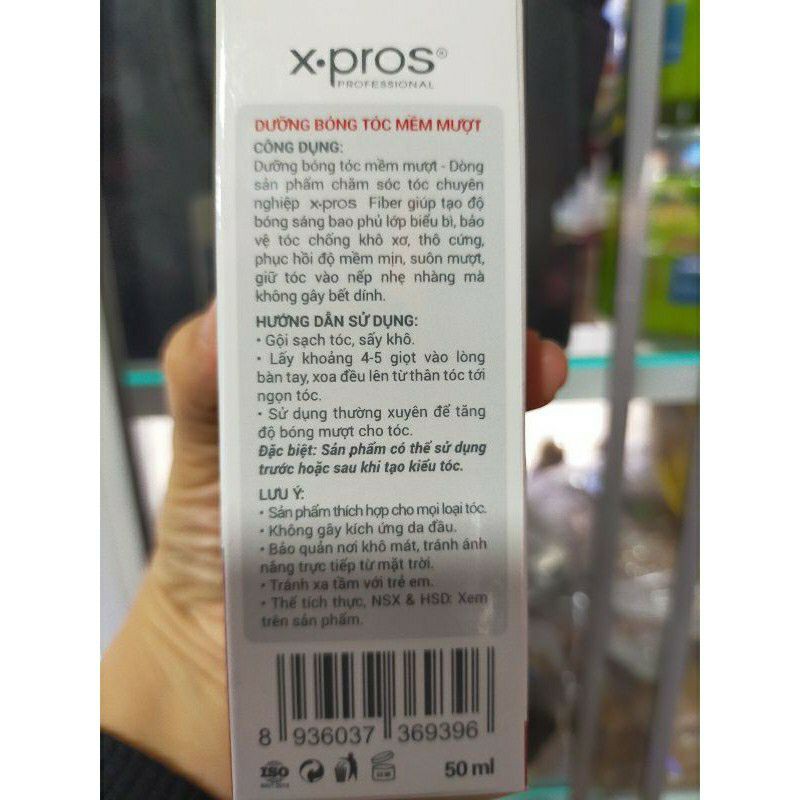 x·pros®
PROFESSIONAL
DƯỠNG BÓNG TÓC MỀM MƯỢT
CÔNG DỤNG:
Dưỡng bóng tóc mềm mượt - Dòng
sản phẩm chăm sóc tóc chuyên
nghiệp x-pros Fiber giúp tạo độ
bóng sáng bao phủ lớp biểu bì, bảo
vệ tóc chống khô xơ, thô cứng,
phục hồi độ mềm mịn, suôn mượt,
giữ tóc vào nếp nhẹ nhàng mà
không gây bết dính.
HƯỚNG DẪN SỬ DỤNG:
• Gội sạch tóc, sấy khô.
• Lấy khoảng 4-5 giọt vào lòng
bàn tay, xoa đều lên từ thân tóc tới
ngọn tóc.
• Sử dụng thường xuyên để tăng
độ bóng mượt cho tóc.
Đặc biệt: Sản phẩm có thể sử dụng
trước hoặc sau khi tạo kiểu tóc.
LƯU Ý:
• Sản phẩm thích hợp cho mọi loại tóc.
• Không gây kích ứng da đầu.
• Bảo quản nơi khô mát, tránh ánh
nắng trực tiếp từ mặt trời.
• Tránh xa tầm với trẻ em.
• Thể tích thực, NSX & HSD: Xem
trên sản phẩm.
8 936037 369396
ISO
50 ml